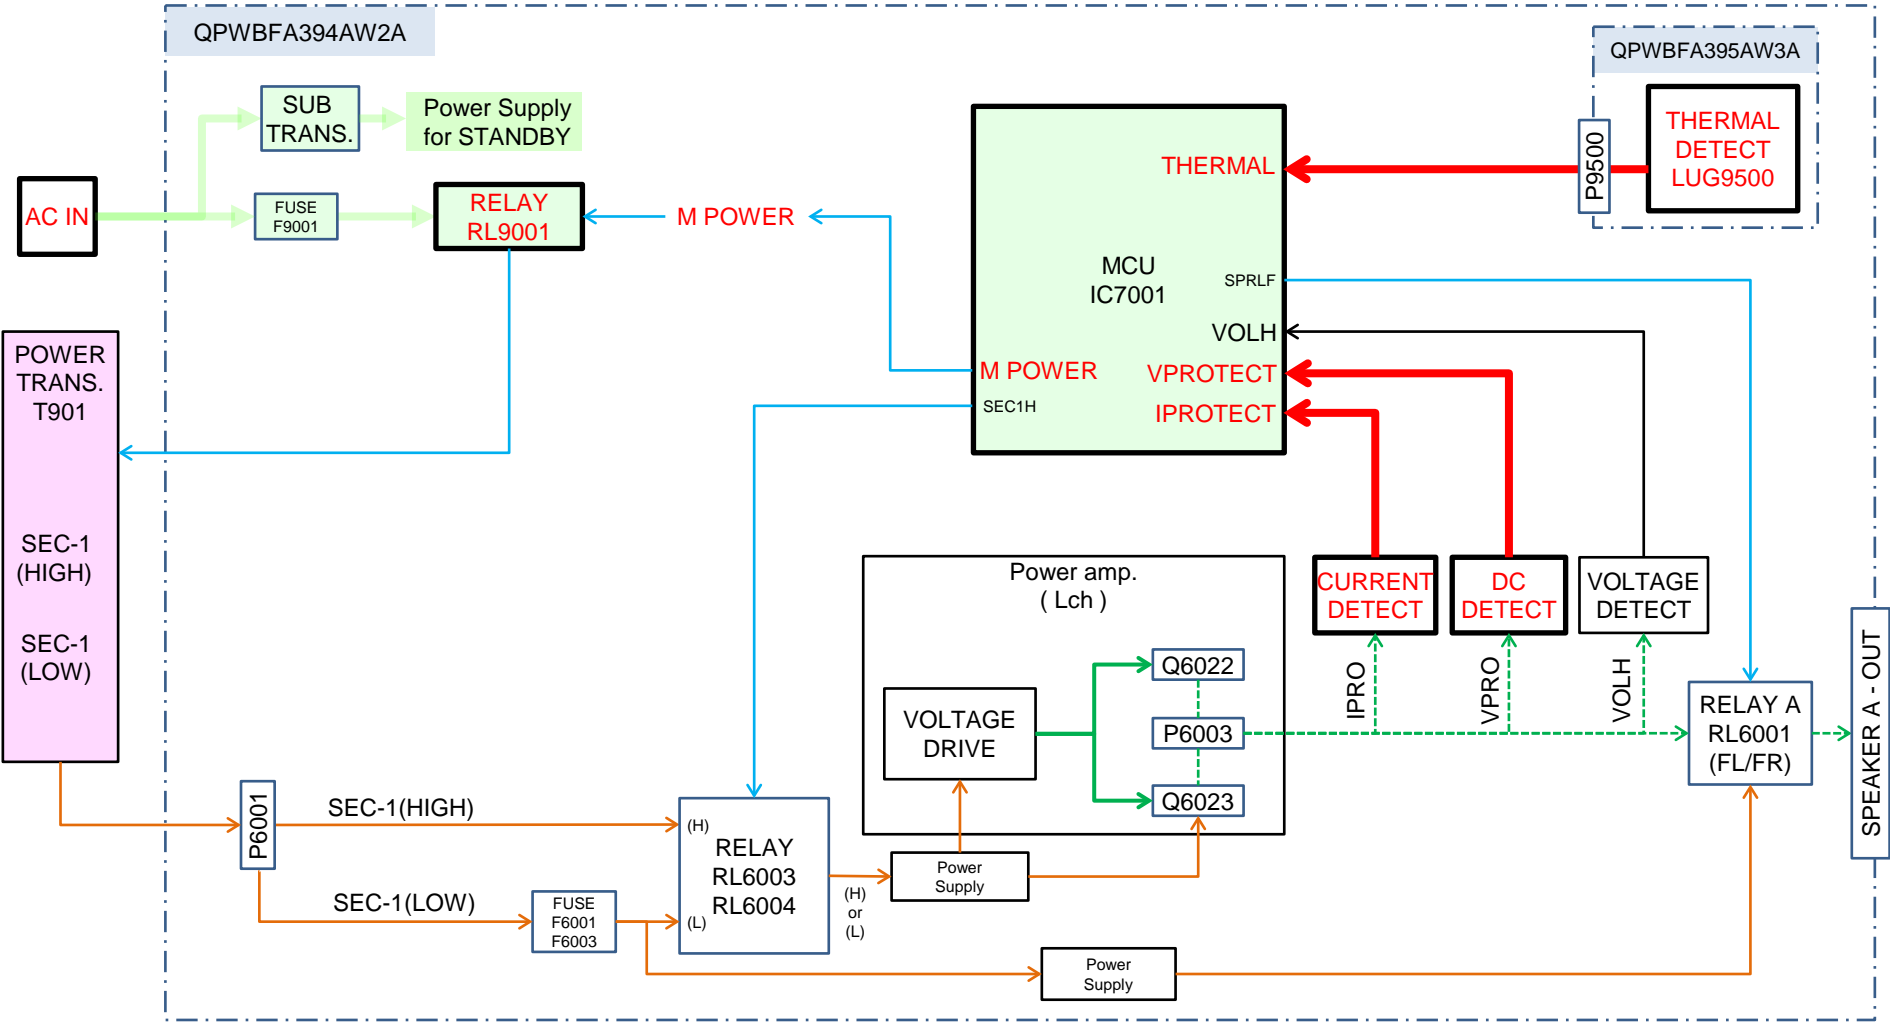 QPWBFA394AW2A
QPWBFA395AW3A
SUB
TRANS.
Power Supply
for STANDBY
THERMAL
DETECT
LUG9500
P9500
THERMAL
AC IN
FUSE
F9001
RELAY
RL9001
M POWER
MCU
IC7001
SPRLF
VOLH
M POWER
VPROTECT
SEC1H
IPROTECT
POWER
TRANS.
T901
SEC-1
(HIGH)
SEC-1
(LOW)
Power amp.
( Lch )
CURRENT
DETECT
DC
DETECT
VOLTAGE
DETECT
Q6022
IPRO
VPRO
VOLH
VOLTAGE
DRIVE
P6003
Q6023
RELAY A
RL6001
(FL/FR)
SPEAKER A - OUT
P6001
SEC-1(HIGH)
(H)
RELAY
RL6003
RL6004
(L)
SEC-1(LOW)
FUSE
F6001
F6003
(H)
or
(L)
Power
Supply
Power
Supply